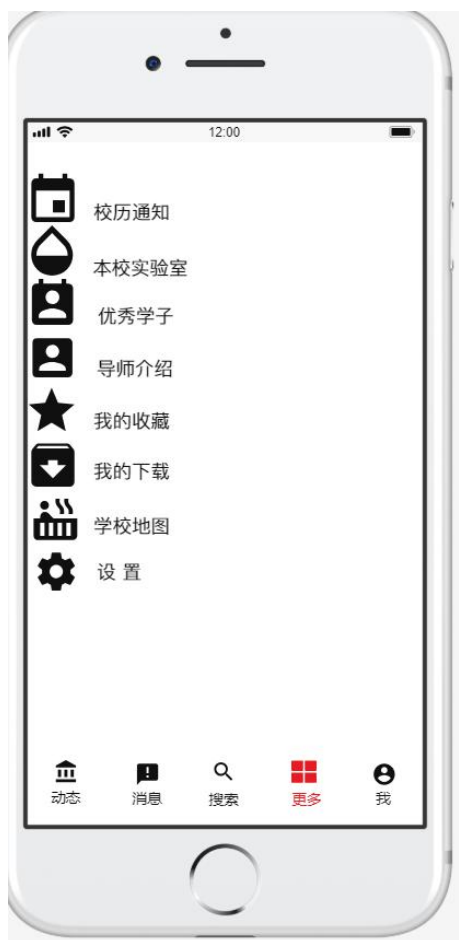 12:00
校历通知
本校实验室
优秀学子
导师介绍
我的收藏
我的下载
学校地图
设 置
动态 消息 搜索 更多 我